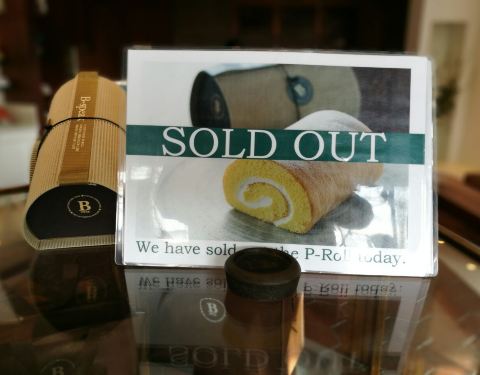 B
SOLD OUT
We have sold the P-Roll today.